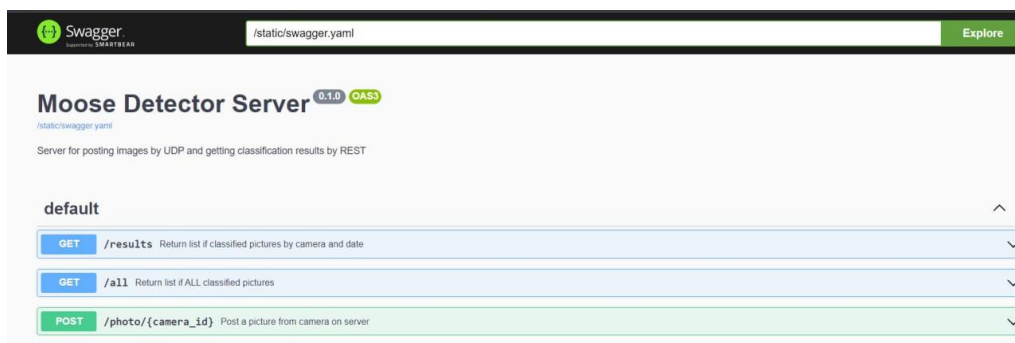 Swagger.
Supported by SMARTBEAR
/static/swagger.yaml
Explore
Moose Detector Server 0.1.0 OAS3
/static/swagger.yaml
Server for posting images by UDP and getting classification results by REST
default
GET /results Return list if classified pictures by camera and date
GET /all Return list if ALL classified pictures
POST /photo/{camera_id} Post a picture from camera on server